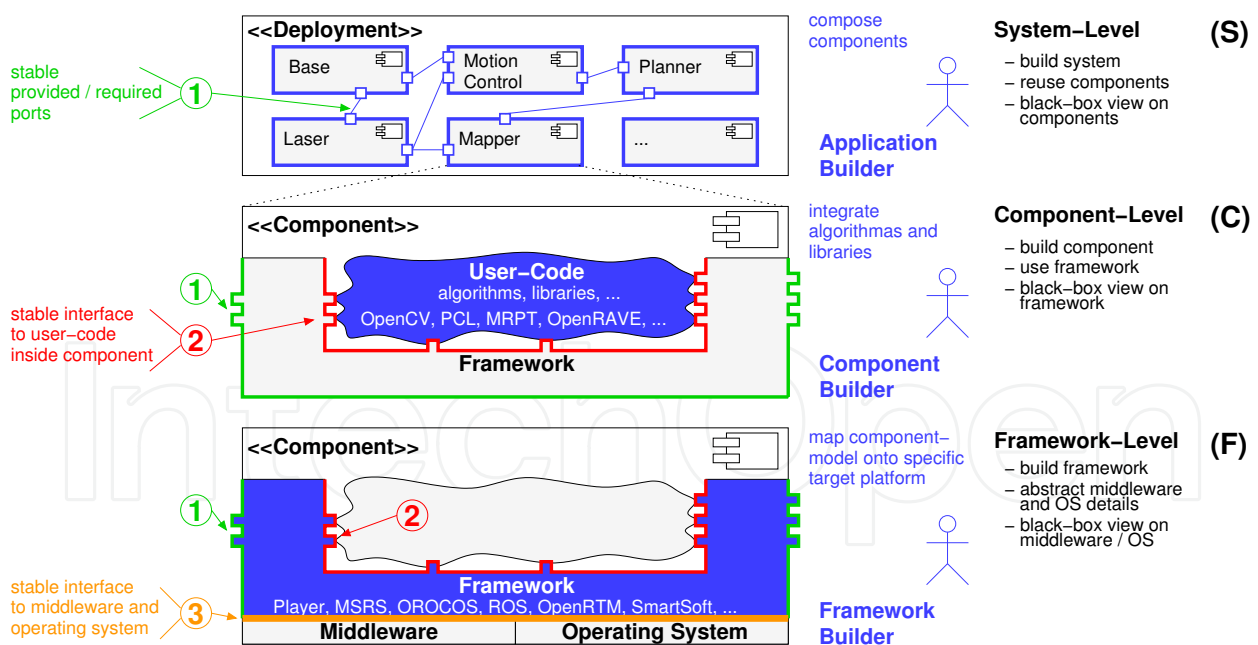 <<Deployment>>
Base
Motion
Control
Planner
Laser
Mapper
...
stable
provided / required
ports
1
compose
components
Application
Builder
System–Level
(S)
– build system
– reuse components
– black–box view on
components
<<Component>>
User–Code
algorithms, libraries, ...
OpenCV, PCL, MRPT, OpenRAVE, ...
Framework
1
stable interface
to user–code
inside component
2
integrate
algorithmas and
libraries
Component
Builder
Component–Level
(C)
– build component
– use framework
– black–box view on
framework
<<Component>>
1
2
Framework
Player, MSRS, OROCOS, ROS, OpenRTM, SmartSoft, ...
Middleware
Operating System
stable interface
to middleware and
operating system
3
map component–
model onto specific
target platform
Framework
Builder
Framework–Level
(F)
– build framework
– abstract middleware
and OS details
– black–box view on
middleware / OS
IntechOpen